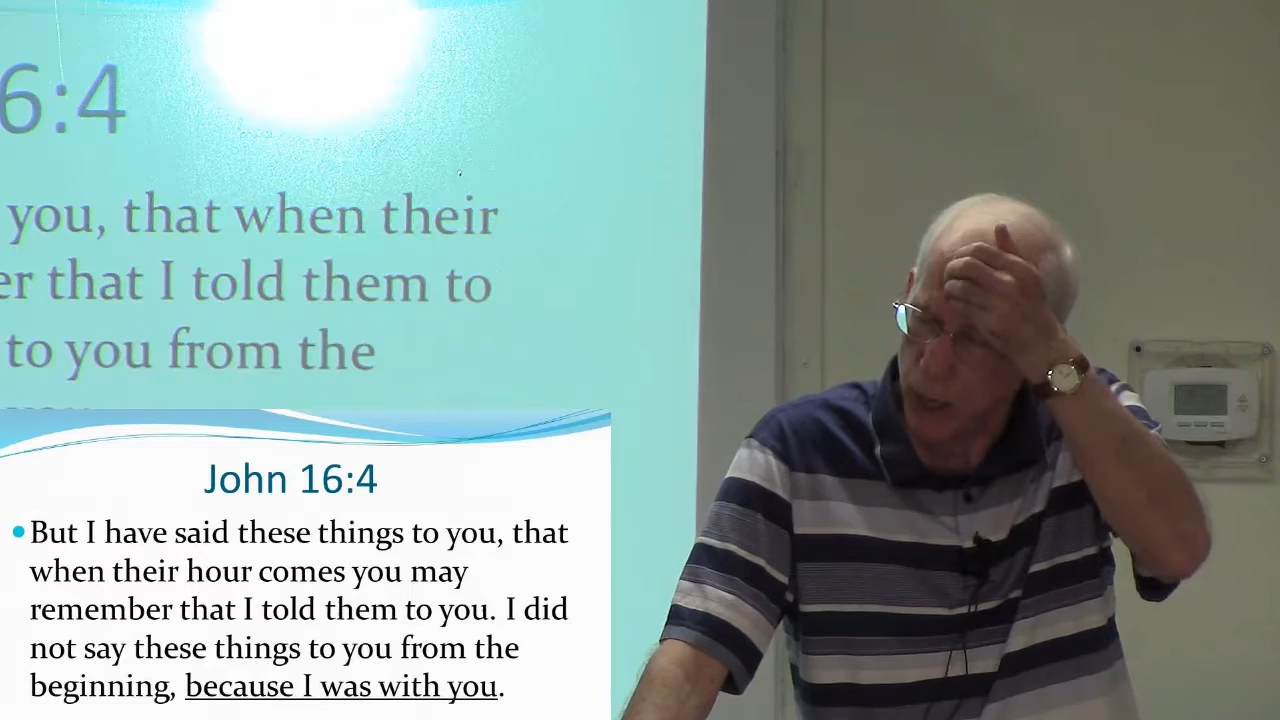 6:4
you, that when their
er that I told them to
to you from the
John 16:4
But I have said these things to you, that
when their hour comes you may
remember that I told them to you. I did
not say these things to you from the
beginning, because I was with you.